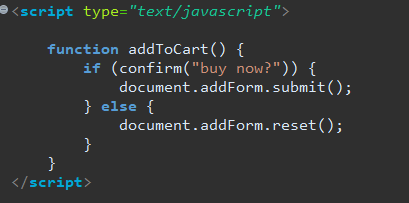 <script type="text/javascript">
function addToCart() {
if (confirm("buy now?")) {
document.addForm.submit();
} else {
document.addForm.reset();
}
}
</script>